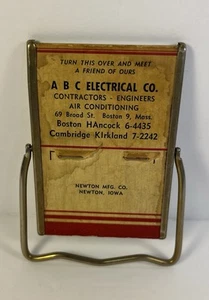 TURN THIS OVER AND MEET
A FRIEND OF OURS
A B C ELECTRICAL CO.
CONTRACTORS - ENGINEERS
AIR CONDITIONING
69 Broad St. Boston 9, Mass.
Boston HAncock 6-4435
Cambridge KIrkland 7-2242
NEWTON MFG. CO.
NEWTON, IOWA